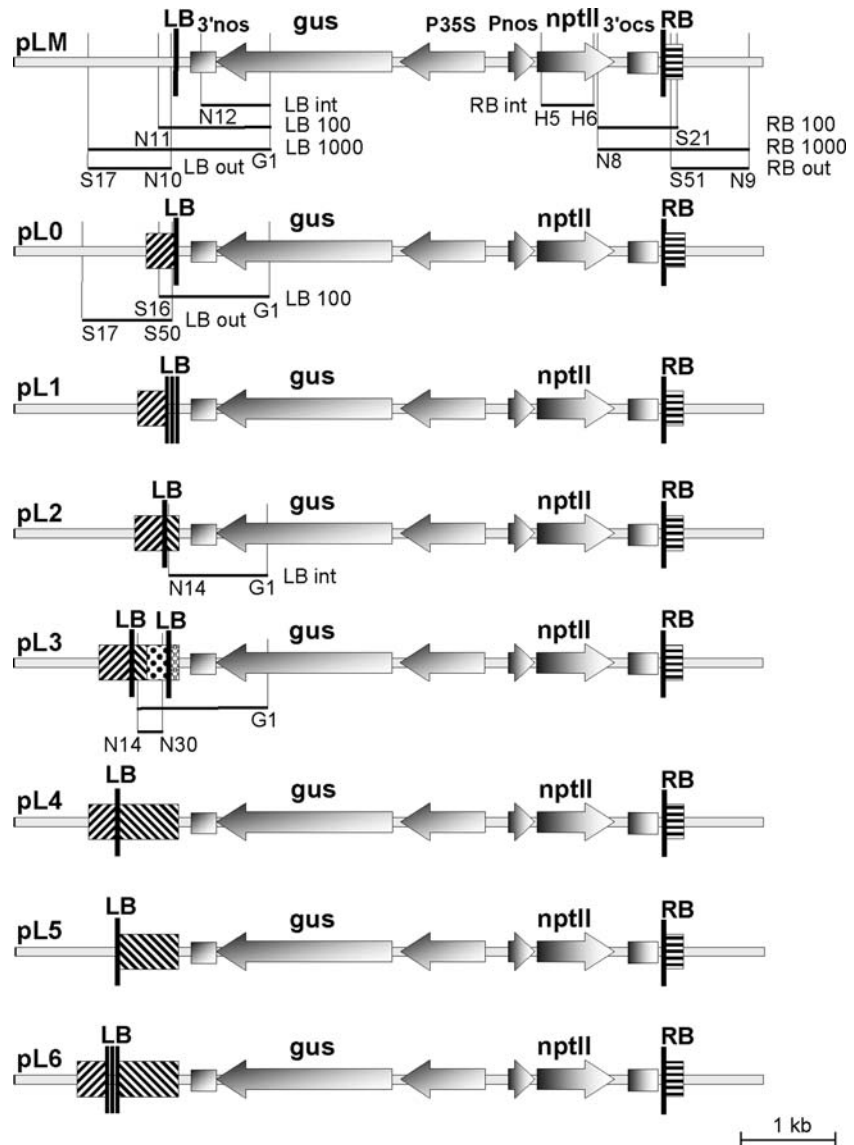 LB 3'nos gus P35S Pnos nptII 3'ocs RB
pLM
N12 LB int RB int H5 H6
N11 LB 100 S21 RB 100
G1 LB 1000 N8 RB 1000
S17 N10 LB out S51 N9 RB out
LB gus nptII RB
pL0
S16 G1 LB 100
S17 S50 LB out
LB gus nptII RB
pL1
LB gus nptII RB
pL2
N14 G1 LB int
LB LB gus nptII RB
pL3
G1
N14 N30
LB gus nptII RB
pL4
LB gus nptII RB
pL5
LB gus nptII RB
pL6
1 kb